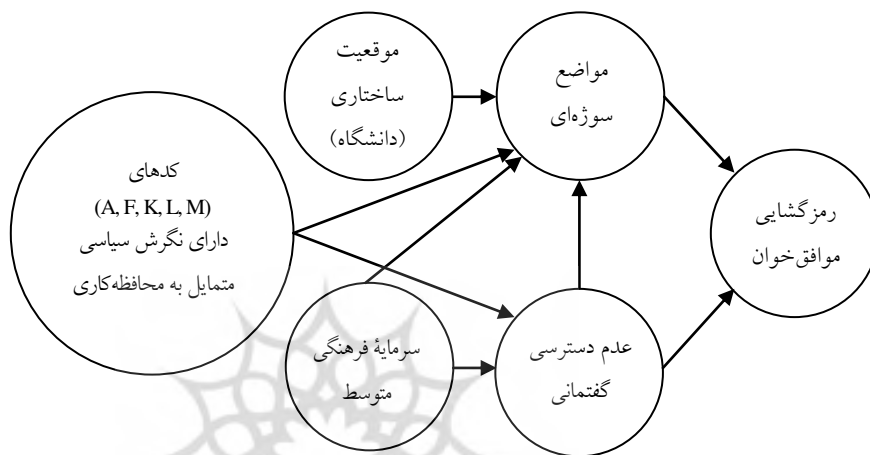 موقعیت
ساختاری
(دانشگاه)
مواضع
سوژه‌ای
کدهای
(A, F, K, L, M)
دارای نگرش سیاسی
متمایل به محافظه‌کاری
رمزگشایی
موافق‌خوان
سرمایهٔ فرهنگی
متوسط
عدم دسترسی
گفتمانی